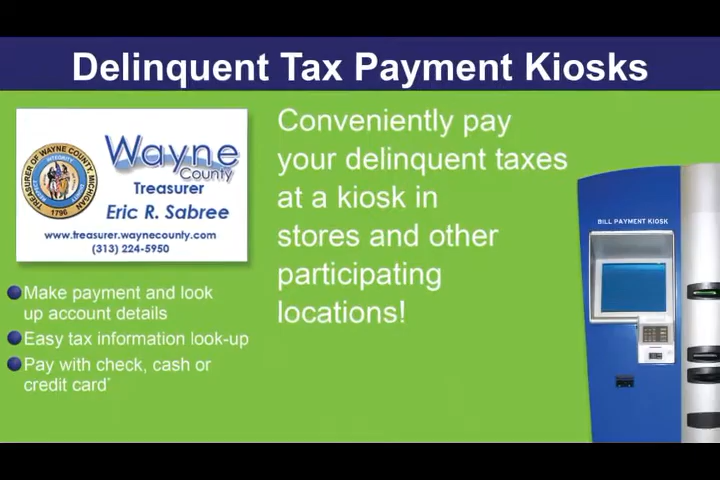 Delinquent Tax Payment Kiosks
Wayne
County
Treasurer
Eric R. Sabree
www.treasurer.waynecounty.com
(313) 224-5950
TREASURER OF WAYNE COUNTY, MICHIGAN
INTEGRITY
1796
Make payment and look
up account details
Easy tax information look-up
Pay with check, cash or
credit card*
Conveniently pay
your delinquent taxes
at a kiosk in
stores and other
participating
locations!
BILL PAYMENT KIOSK